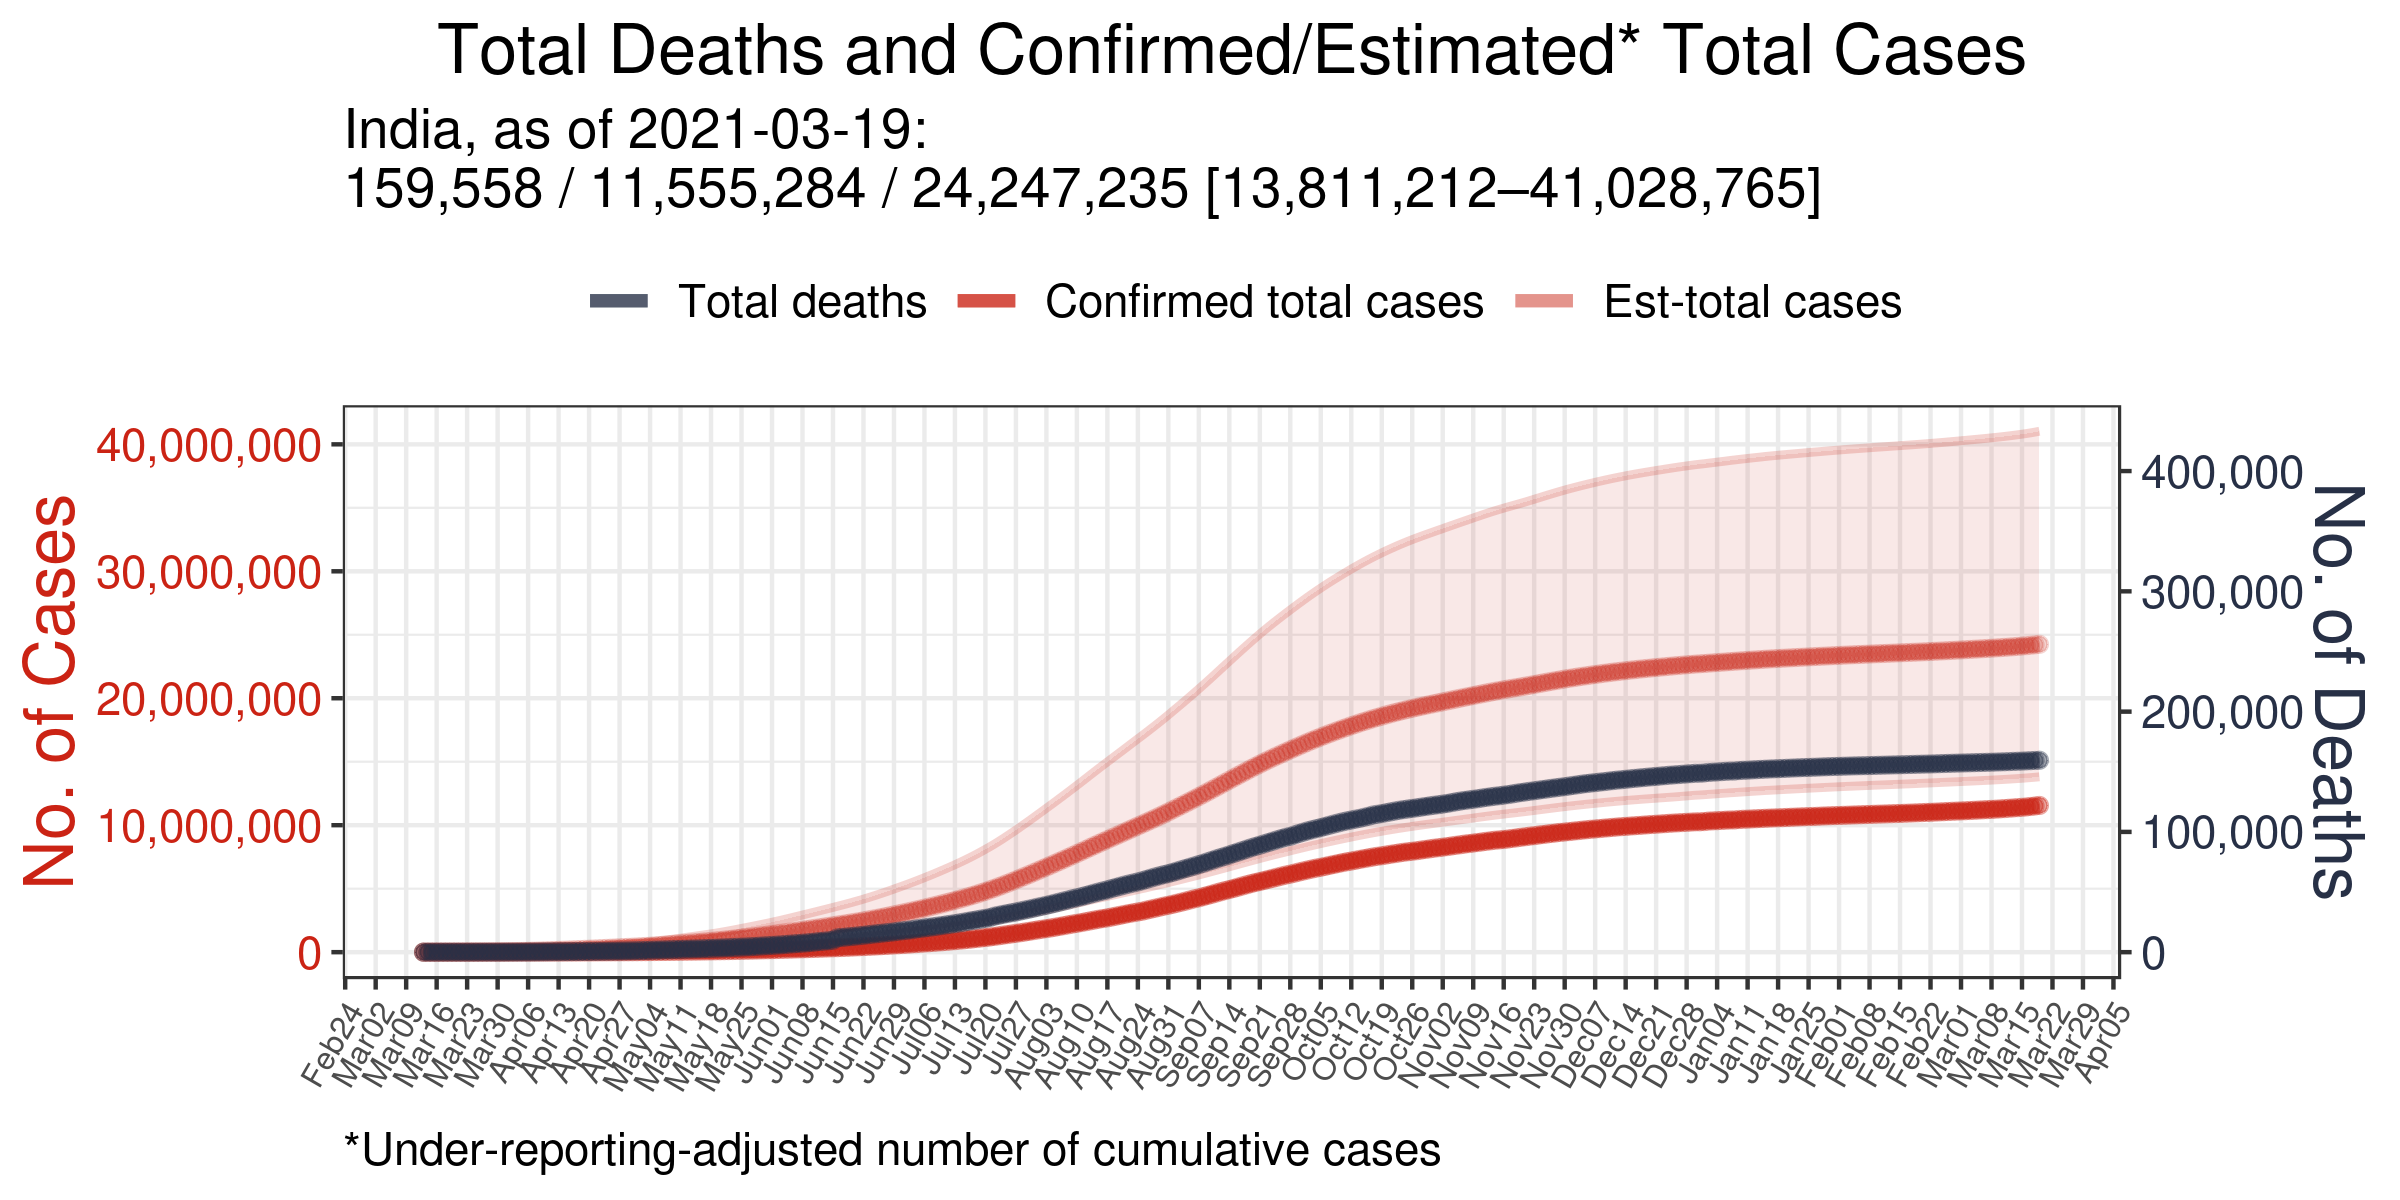 Total Deaths and Confirmed/Estimated* Total Cases
India, as of 2021-03-19:
159,558 / 11,555,284 / 24,247,235 [13,811,212–41,028,765]
Total deaths
Confirmed total cases
Est-total cases
No. of Cases
40,000,000
30,000,000
20,000,000
10,000,000
0
400,000
300,000
200,000
100,000
0
No. of Deaths
Feb24
Mar02
Mar09
Mar16
Mar23
Mar30
Apr06
Apr13
Apr20
Apr27
May04
May11
May18
May25
Jun01
Jun08
Jun15
Jun22
Jun29
Jul06
Jul13
Jul20
Jul27
Aug03
Aug10
Aug17
Aug24
Aug31
Sep07
Sep14
Sep21
Sep28
Oct05
Oct12
Oct19
Oct26
Nov02
Nov09
Nov16
Nov23
Nov30
Dec07
Dec14
Dec21
Dec28
Jan04
Jan11
Jan18
Jan25
Feb01
Feb08
Feb15
Feb22
Mar01
Mar08
Mar15
Mar22
Mar29
Apr05
*Under-reporting-adjusted number of cumulative cases